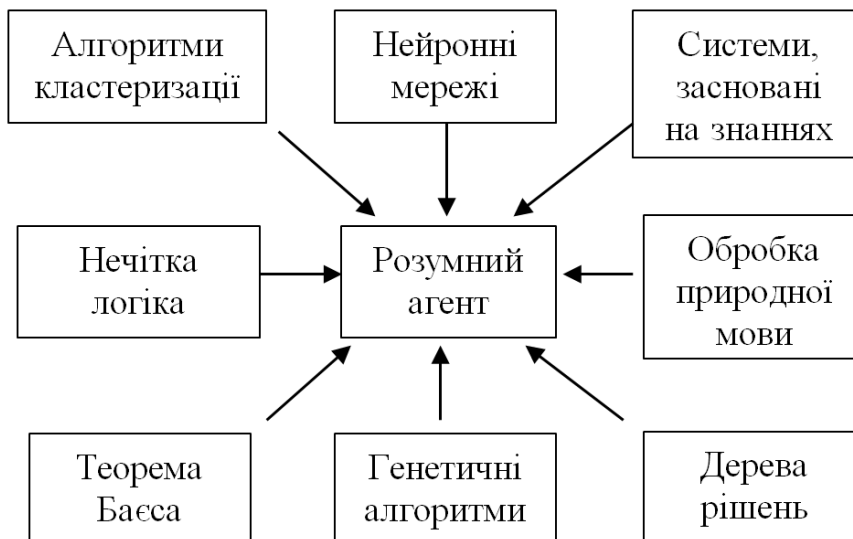 Алгоритми
кластеризації
Нейронні
мережі
Системи,
засновані
на знаннях
Нечітка
логіка
Розумний
агент
Обробка
природної
мови
Теорема
Баєса
Генетичні
алгоритми
Дерева
рішень